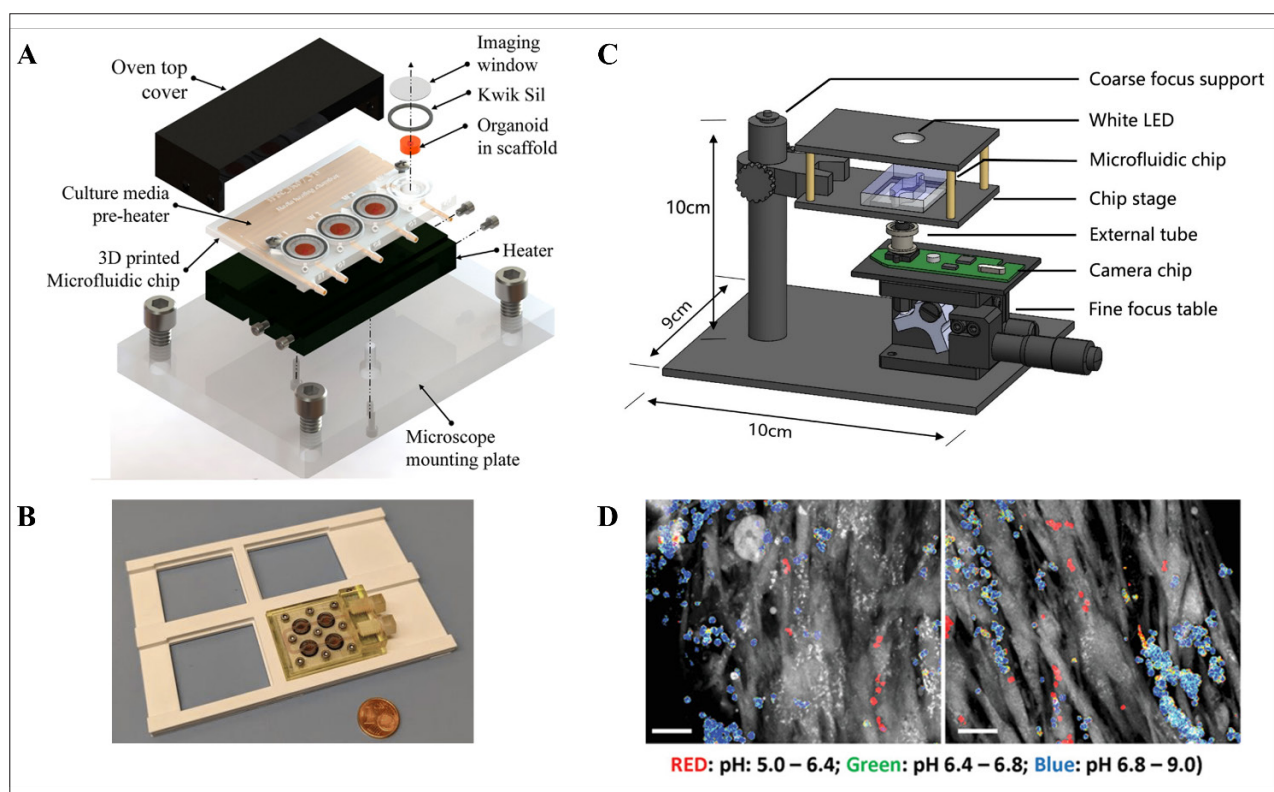 A
Imaging
window
Oven top
cover
Kwik Sil
Organoid
in scaffold
Culture media
pre-heater
3D printed
Microfluidic chip
Heater
Microscope
mounting plate
B
C
Coarse focus support
White LED
Microfluidic chip
Chip stage
External tube
Camera chip
Fine focus table
10cm
9cm
10cm
D
RED: pH: 5.0 – 6.4; Green: pH 6.4 – 6.8; Blue: pH 6.8 – 9.0)